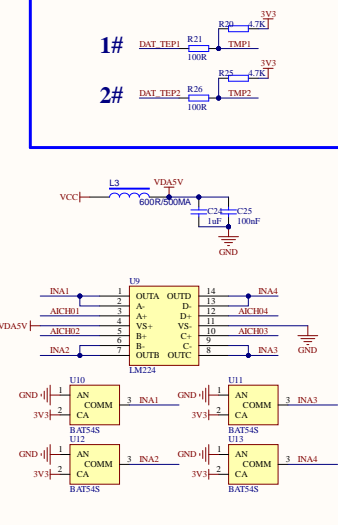 3V3
R20 4.7K
1# DAT_TEP1 R21 100R TMP1
3V3
R25 4.7K
2# DAT_TEP2 R26 100R TMP2
L3 VDA5V
VCC 600R/500MA
C24 C25
1uF 100nF
GND
U9
INA1 1 OUTA OUTD 14 INA4
2 A- D- 13
AICH01 3 A+ D+ 12 AICH04
VDA5V 4 VS+ VS- 11
AICH02 5 B+ C+ 10 AICH03
6 B- C- 9
INA2 7 OUTB OUTC 8 INA3
GND
LM224
U10 U11
GND 1 AN GND 1 AN
COMM 3 INA1 COMM 3 INA3
3V3 2 CA 3V3 2 CA
BAT54S BAT54S
U12 U13
GND 1 AN GND 1 AN
COMM 3 INA2 COMM 3 INA4
3V3 2 CA 3V3 2 CA
BAT54S BAT54S